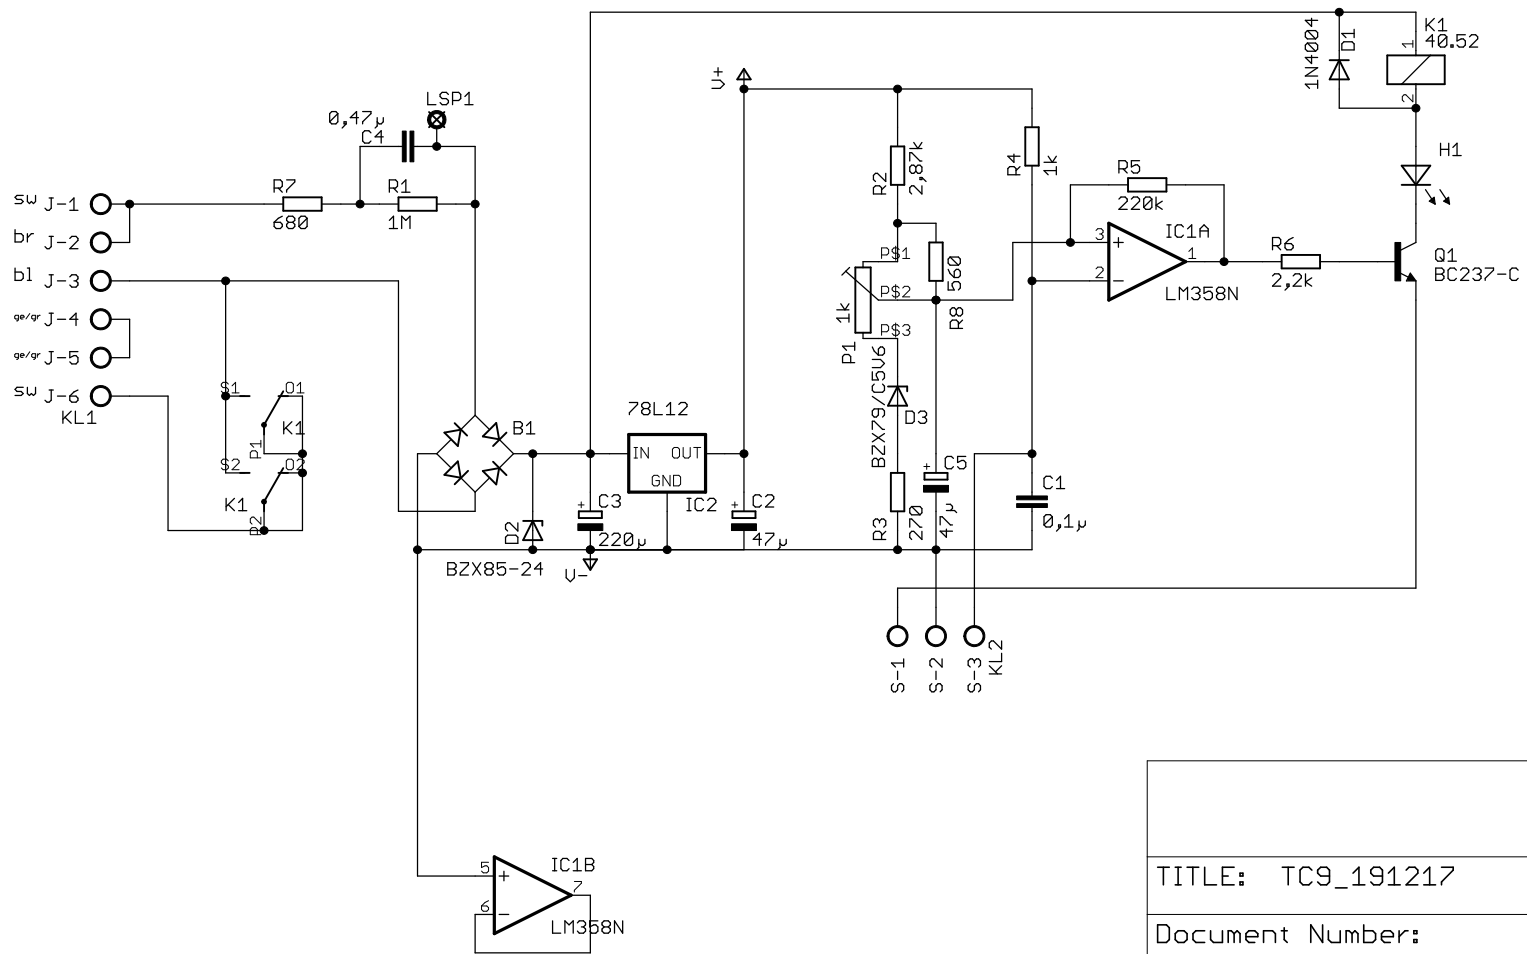 K1
40.52
1
2
1N4004
D1
V+
LSP1
0,47µ
C4
R7
680
R1
1M
sw J-1
br J-2
bl J-3
ge/gr J-4
ge/gr J-5
sw J-6
KL1
R2
2,87k
R4
1k
R5
220k
H1
IC1A
3
+
2
−
1
LM358N
R6
2,2k
Q1
BC237-C
P$1
P$2
P$3
1k
P1
560
R8
BZX79/C5V6
D3
S1
O1
K1
P1
S2
O2
K1
P2
B1
78L12
IN OUT
GND
IC2
D2
BZX85-24
+
C3
220µ
V-
+
C2
47µ
R3
270
+
C5
47µ
C1
0,1µ
S-1
S-2
S-3
KL2
IC1B
5
+
6
−
7
LM358N
TITLE: TC9_191217
Document Number: